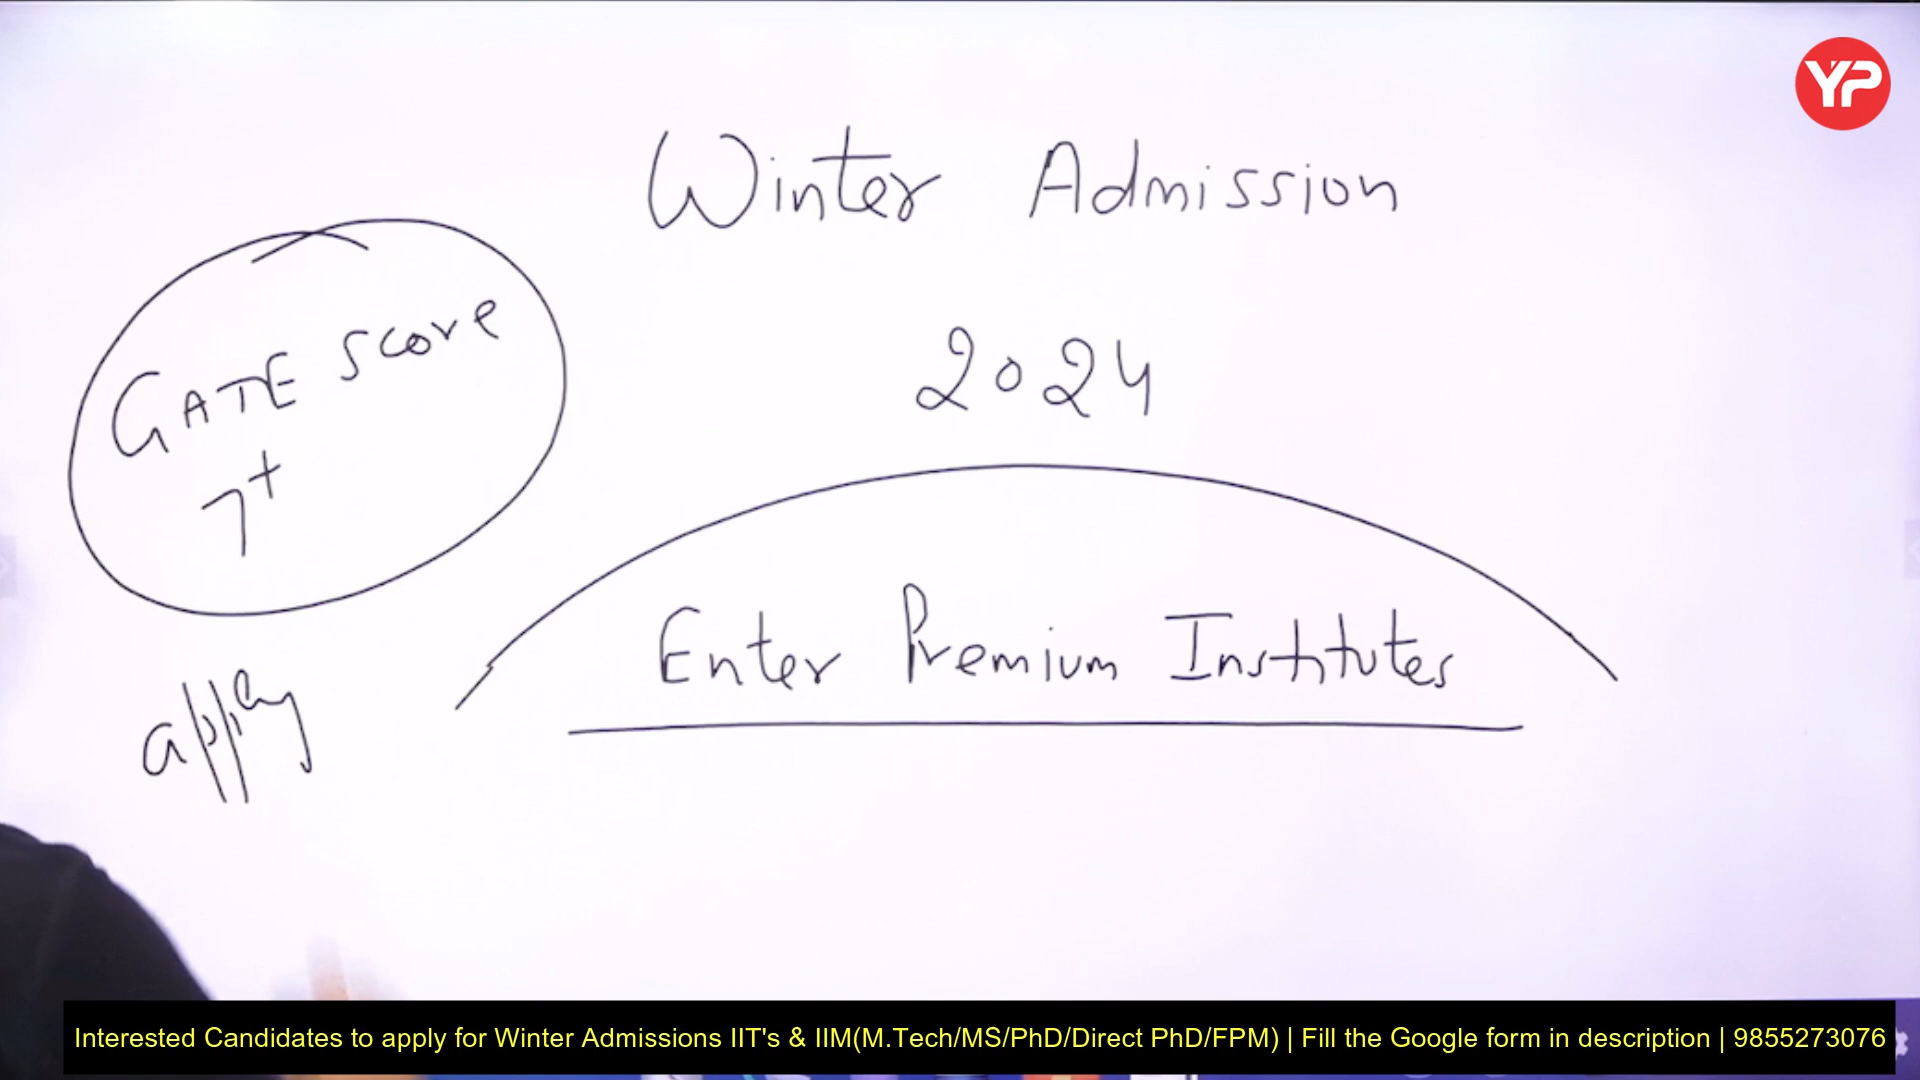 YP
Winter Admission
2024
GATE Score
7+
apply
Enter Premium Institutes
Interested Candidates to apply for Winter Admissions IIT's & IIM(M.Tech/MS/PhD/Direct PhD/FPM) | Fill the Google form in description | 9855273076